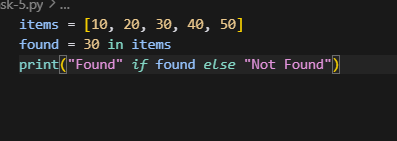 sk-5.py > ...
items = [10, 20, 30, 40, 50]
found = 30 in items
print("Found" if found else "Not Found")